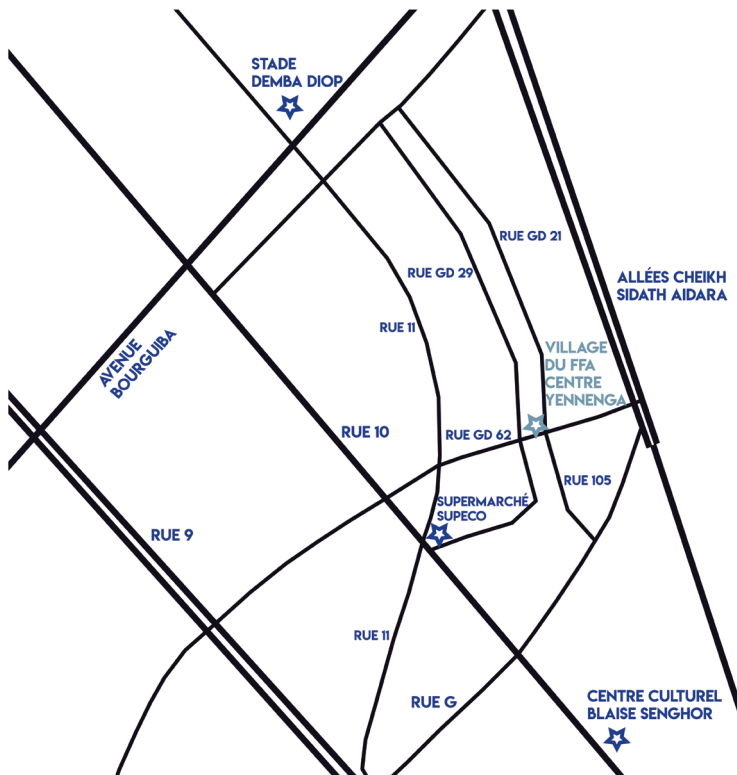 STADE
DEMBA DIOP
RUE GD 21
RUE GD 29
ALLÉES CHEIKH
SIDATH AIDARA
RUE 11
AVENUE
BOURGUIBA
VILLAGE
DU FFA
CENTRE
YENNENGA
RUE 10
RUE GD 62
RUE 105
SUPERMARCHÉ
SUPECO
RUE 9
RUE 11
RUE G
CENTRE CULTUREL
BLAISE SENGHOR